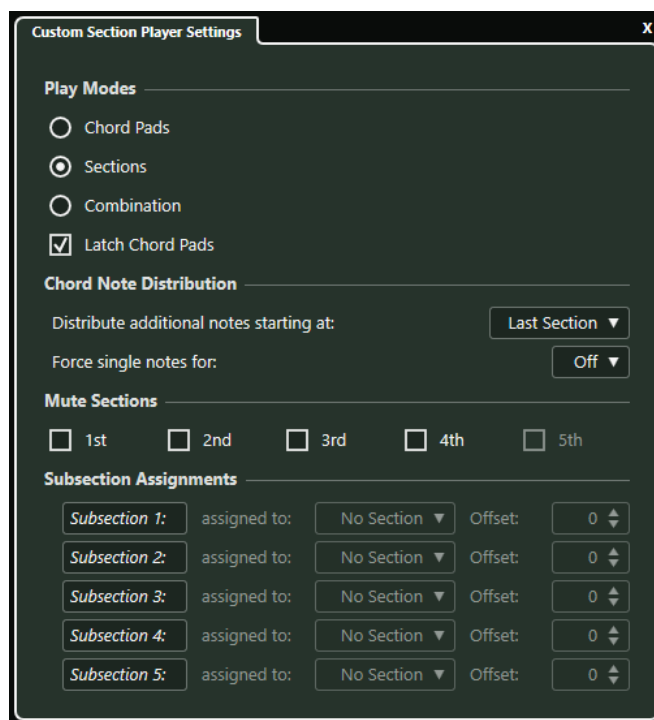 Custom Section Player Settings X
Play Modes
Chord Pads
Sections
Combination
Latch Chord Pads
Chord Note Distribution
Distribute additional notes starting at: Last Section
Force single notes for: Off
Mute Sections
1st 2nd 3rd 4th 5th
Subsection Assignments
Subsection 1: assigned to: No Section Offset: 0
Subsection 2: assigned to: No Section Offset: 0
Subsection 3: assigned to: No Section Offset: 0
Subsection 4: assigned to: No Section Offset: 0
Subsection 5: assigned to: No Section Offset: 0